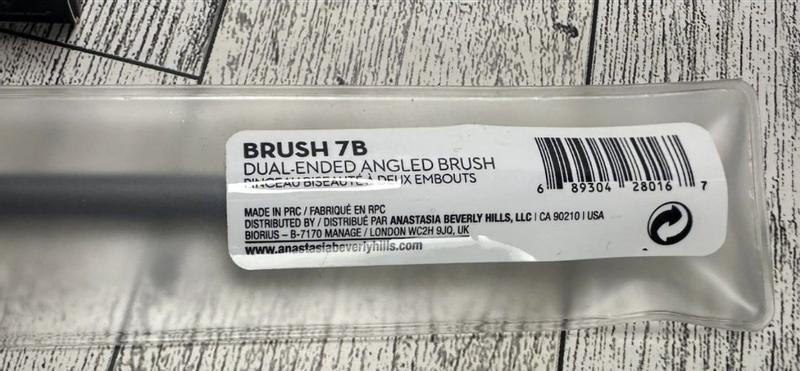 BRUSH 7B
DUAL-ENDED ANGLED BRUSH
PINCEAU BISEAUTÉ À DEUX EMBOUTS
MADE IN PRC / FABRIQUÉ EN RPC
DISTRIBUTED BY / DISTRIBUÉ PAR ANASTASIA BEVERLY HILLS, LLC | CA 90210 | USA
BIORIUS – B-7170 MANAGE / LONDON WC2H 9JQ, UK
www.anastasiabeverlyhills.com
6 89304 28016 7